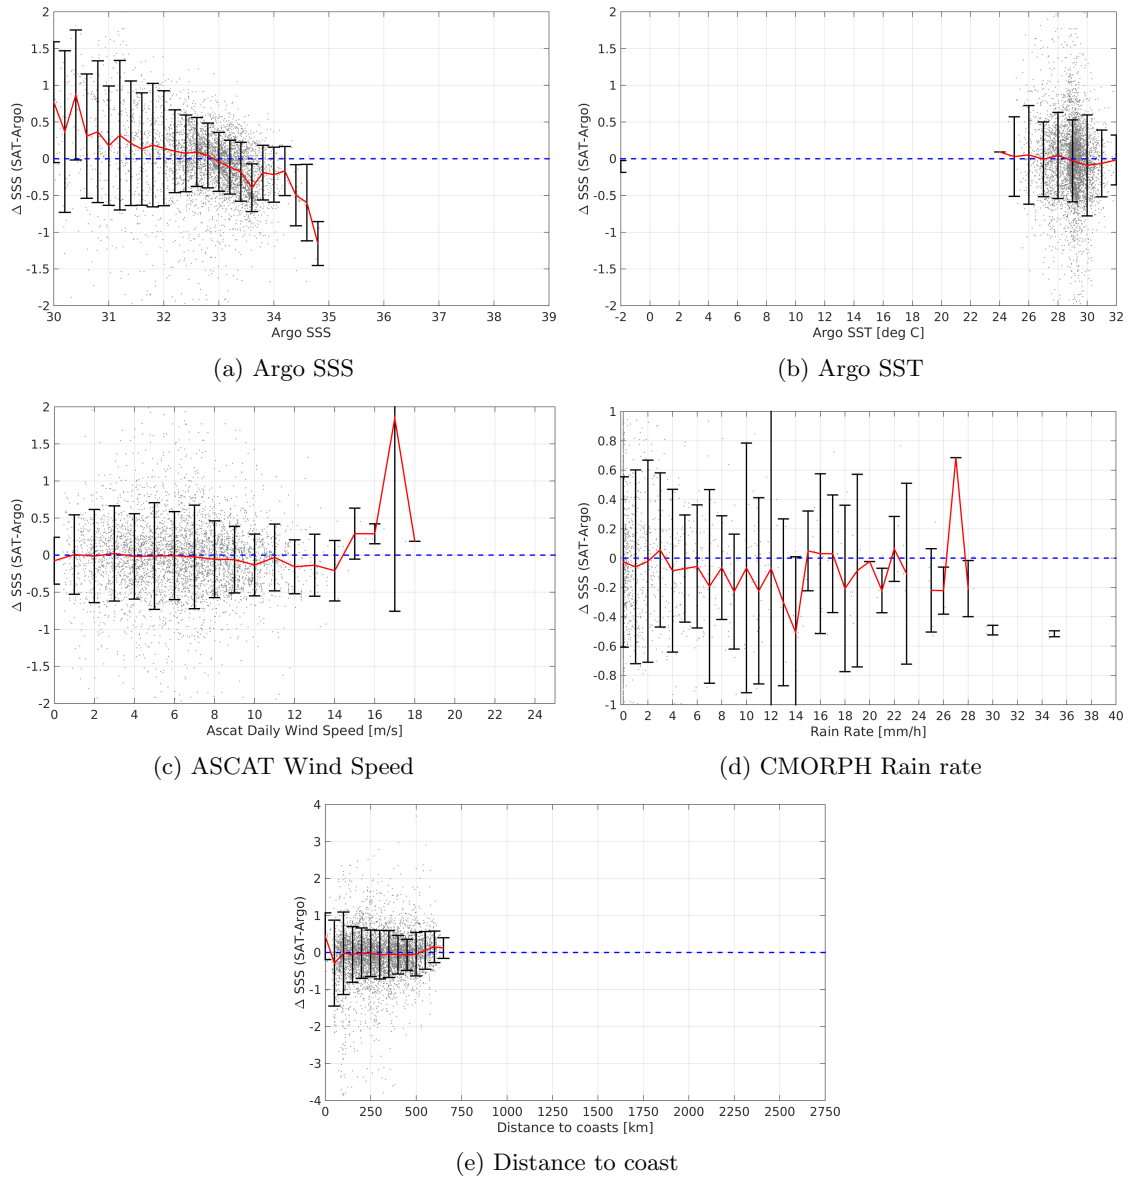 2
1.5
1
0.5
0
-0.5
-1
-1.5
-2
Δ SSS (SAT-Argo)
30 31 32 33 34 35 36 37 38 39
Argo SSS
(a) Argo SSS
2
1.5
1
0.5
0
-0.5
-1
-1.5
-2
Δ SSS (SAT-Argo)
-2 0 2 4 6 8 10 12 14 16 18 20 22 24 26 28 30 32
Argo SST [deg C]
(b) Argo SST
2
1.5
1
0.5
0
-0.5
-1
-1.5
-2
Δ SSS (SAT-Argo)
0 2 4 6 8 10 12 14 16 18 20 22 24
Ascat Daily Wind Speed [m/s]
(c) ASCAT Wind Speed
1
0.8
0.6
0.4
0.2
0
-0.2
-0.4
-0.6
-0.8
-1
Δ SSS (SAT-Argo)
0 2 4 6 8 10 12 14 16 18 20 22 24 26 28 30 32 34 36 38 40
Rain Rate [mm/h]
(d) CMORPH Rain rate
4
3
2
1
0
-1
-2
-3
-4
Δ SSS (SAT-Argo)
0 250 500 750 1000 1250 1500 1750 2000 2250 2500 2750
Distance to coasts [km]
(e) Distance to coast